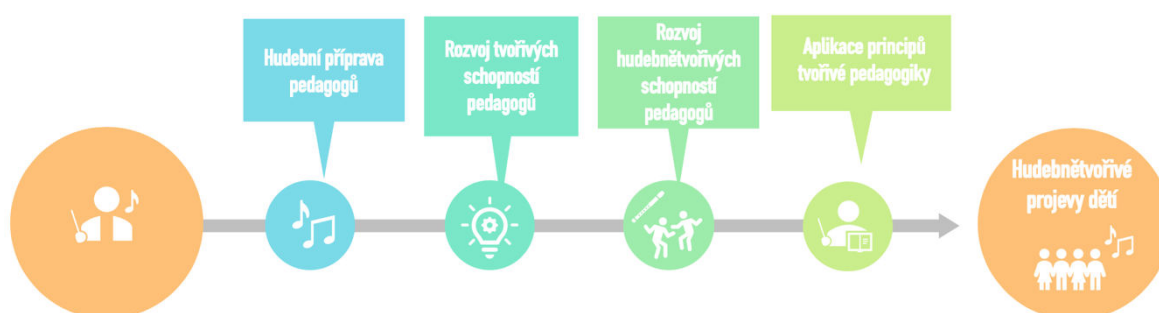 Hudební příprava
pedagogů
Rozvoj tvořivých
schopností
pedagogů
Rozvoj
hudebnětvořivých
schopností
pedagogů
Aplikace principů
tvořivé pedagogiky
Hudebnětvořivé
projevy dětí